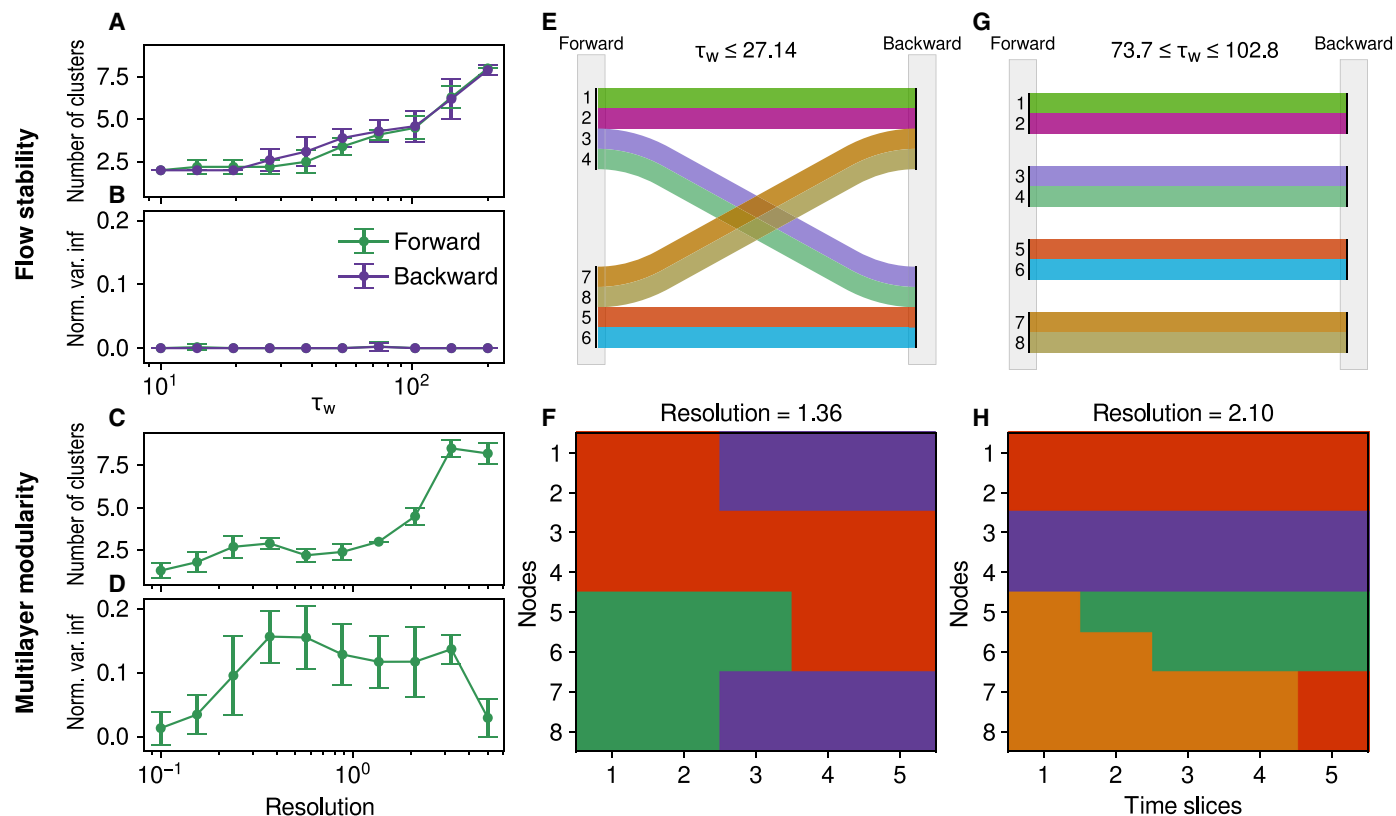 Flow stability
A
Number of clusters
7.5
5.0
2.5
B
Norm. var. inf
0.2
0.1
0.0
Forward
Backward
10¹
10²
τw
Multilayer modularity
C
Number of clusters
7.5
5.0
2.5
D
Norm. var. inf
0.2
0.1
0.0
10⁻¹
10⁰
Resolution
E
Forward
τw ≤ 27.14
Backward
1
2
3
4
7
8
5
6
G
Forward
73.7 ≤ τw ≤ 102.8
Backward
1
2
3
4
5
6
7
8
F
Resolution = 1.36
Nodes
1
2
3
4
5
6
7
8
1 2 3 4 5
H
Resolution = 2.10
Nodes
1
2
3
4
5
6
7
8
1 2 3 4 5
Time slices